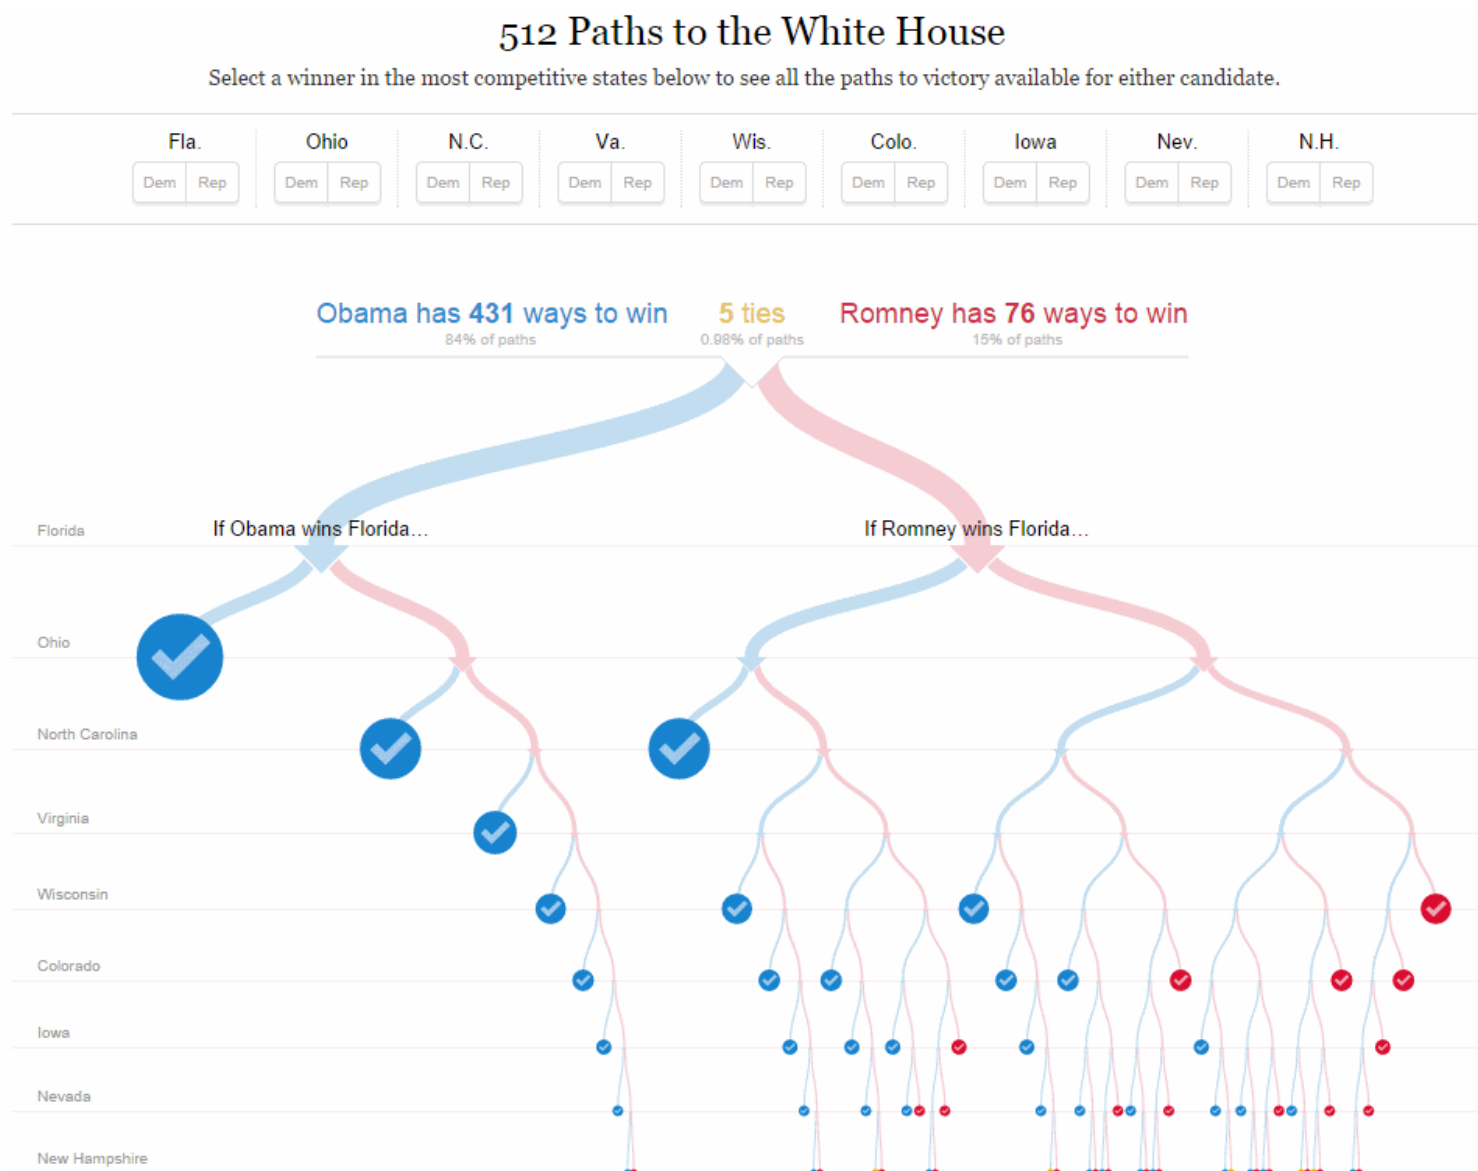 512 Paths to the White House
Select a winner in the most competitive states below to see all the paths to victory available for either candidate.
Fla. Ohio N.C. Va. Wis. Colo. Iowa Nev. N.H.
Dem Rep Dem Rep Dem Rep Dem Rep Dem Rep Dem Rep Dem Rep Dem Rep Dem Rep
Obama has 431 ways to win 5 ties Romney has 76 ways to win
84% of paths 0.98% of paths 15% of paths
Florida If Obama wins Florida... If Romney wins Florida...
Ohio
North Carolina
Virginia
Wisconsin
Colorado
Iowa
Nevada
New Hampshire